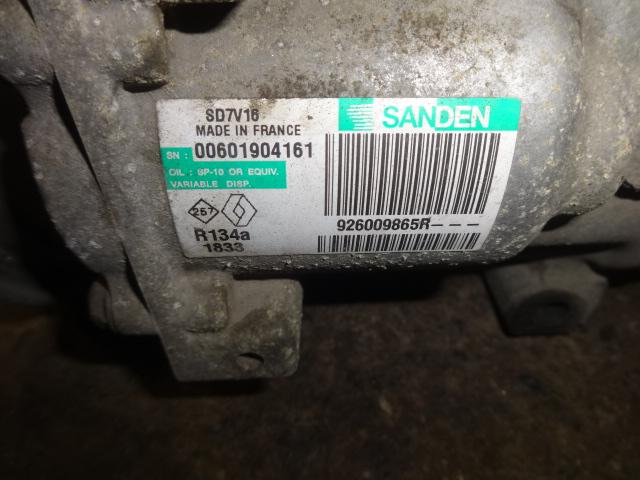 SD7V16
MADE IN FRANCE
SANDEN
SN : 00601904161
OIL : SP-10 OR EQUIV.
VARIABLE DISP.
257
926009865R---
R134a
1833